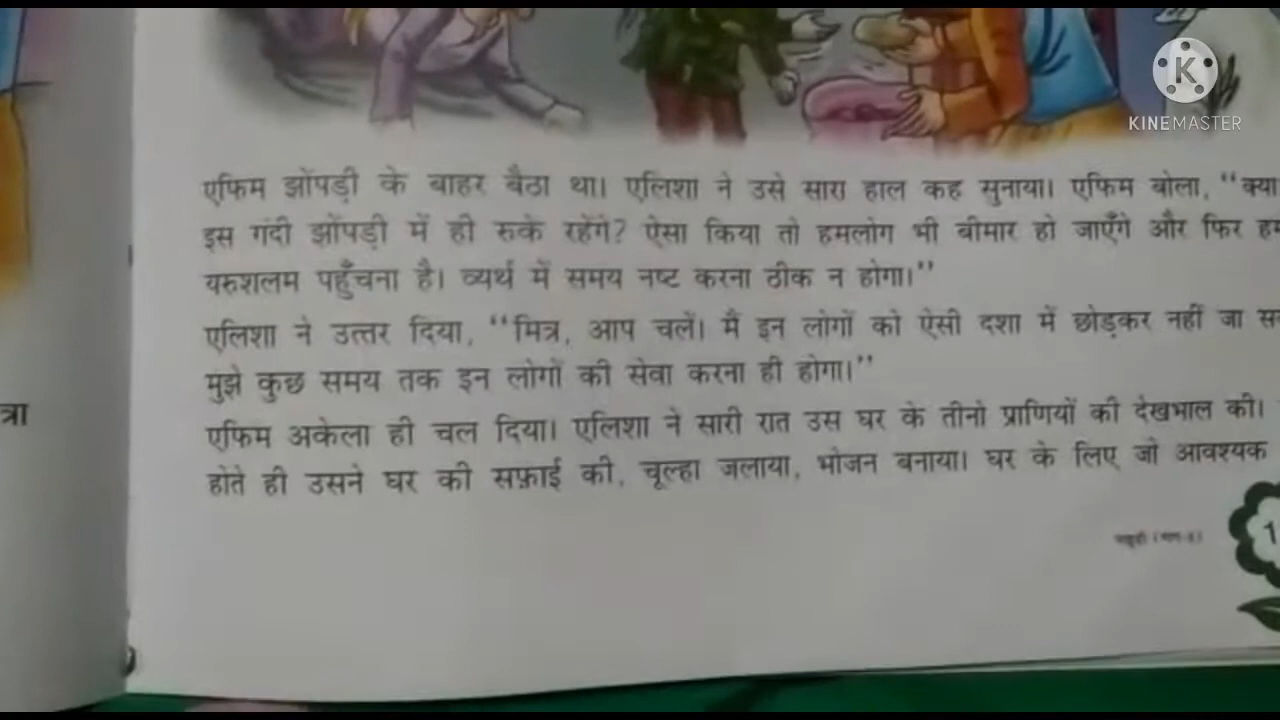 KINEMASTER
एफिम झोंपड़ी के बाहर बैठा था। एलिशा ने उसे सारा हाल कह सुनाया। एफिम बोला, “क्या
इस गंदी झोंपड़ी में ही रुके रहेंगे? ऐसा किया तो हमलोग भी बीमार हो जाएँगे और फिर
यरुशलम पहुँचना है। व्यर्थ में समय नष्ट करना ठीक न होगा।”
एलिशा ने उत्तर दिया, “मित्र, आप चलें। मैं इन लोगों को ऐसी दशा में छोड़कर नहीं जा
मुझे कुछ समय तक इन लोगों की सेवा करना ही होगा।”
एफिम अकेला ही चल दिया। एलिशा ने सारी रात उस घर के तीनो प्राणियों की देखभाल की।
होते ही उसने घर की सफ़ाई की, चूल्हा जलाया, भोजन बनाया। घर के लिए जो आवश्यक